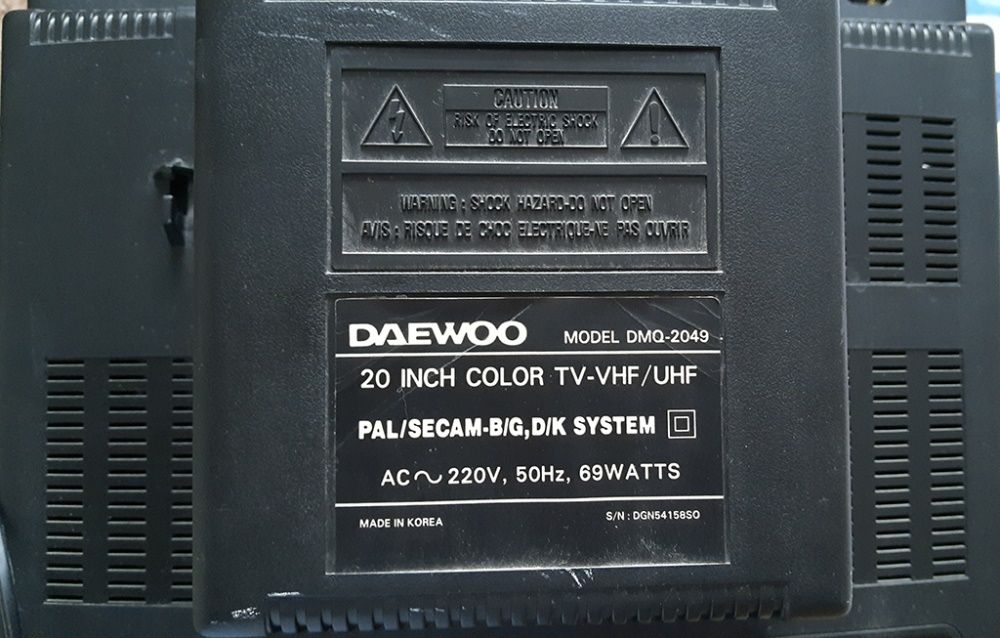 CAUTION
RISK OF ELECTRIC SHOCK
DO NOT OPEN
WARNING : SHOCK HAZARD-DO NOT OPEN
AVIS : RISQUE DE CHOC ELECTRIQUE-NE PAS OUVRIR
DAEWOO MODEL DMQ-2049
20 INCH COLOR TV-VHF/UHF
PAL/SECAM-B/G,D/K SYSTEM
AC ～ 220V, 50Hz, 69WATTS
MADE IN KOREA S/N : DGN54158SO